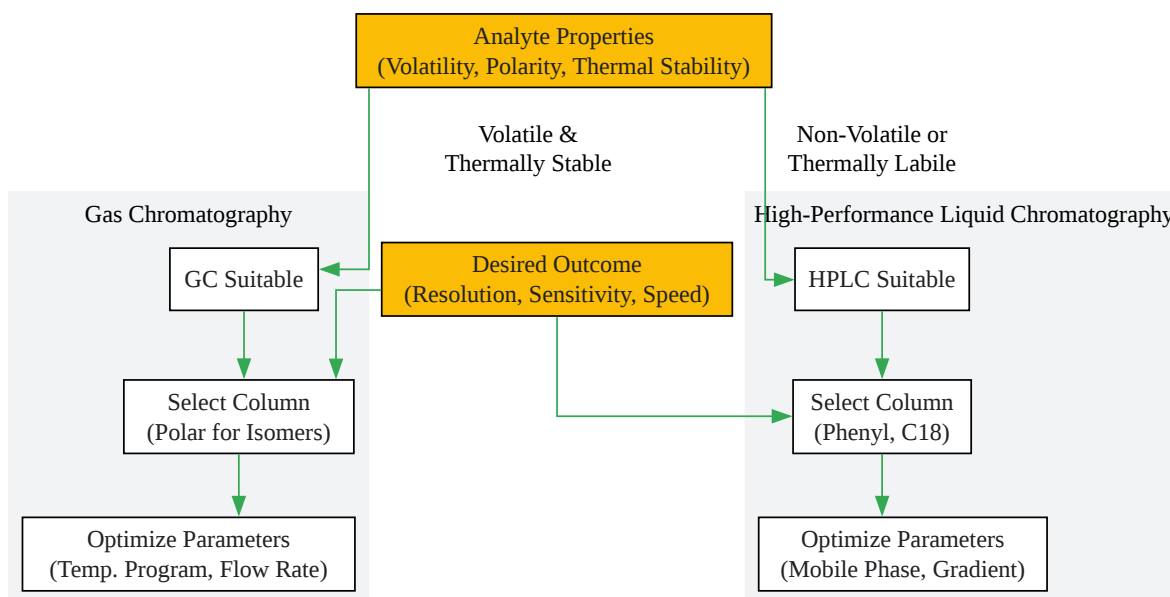 Analyte Properties
(Volatility, Polarity, Thermal Stability)
Volatile &
Thermally Stable
Non-Volatile or
Thermally Labile
Gas Chromatography
High-Performance Liquid Chromatography
GC Suitable
Desired Outcome
(Resolution, Sensitivity, Speed)
HPLC Suitable
Select Column
(Polar for Isomers)
Select Column
(Phenyl, C18)
Optimize Parameters
(Temp. Program, Flow Rate)
Optimize Parameters
(Mobile Phase, Gradient)